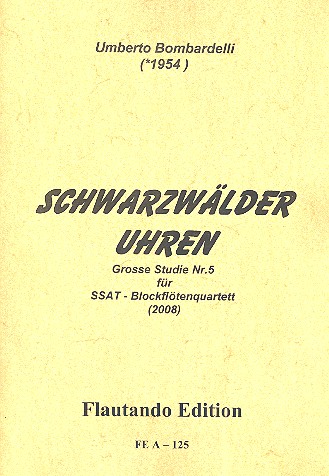 Umberto Bombardelli
(*1954 )
SCHWARZWÄLDER
UHREN
Grosse Studie Nr.5
für
SSAT - Blockflötenquartett
(2008)
Flautando Edition
FE A – 125